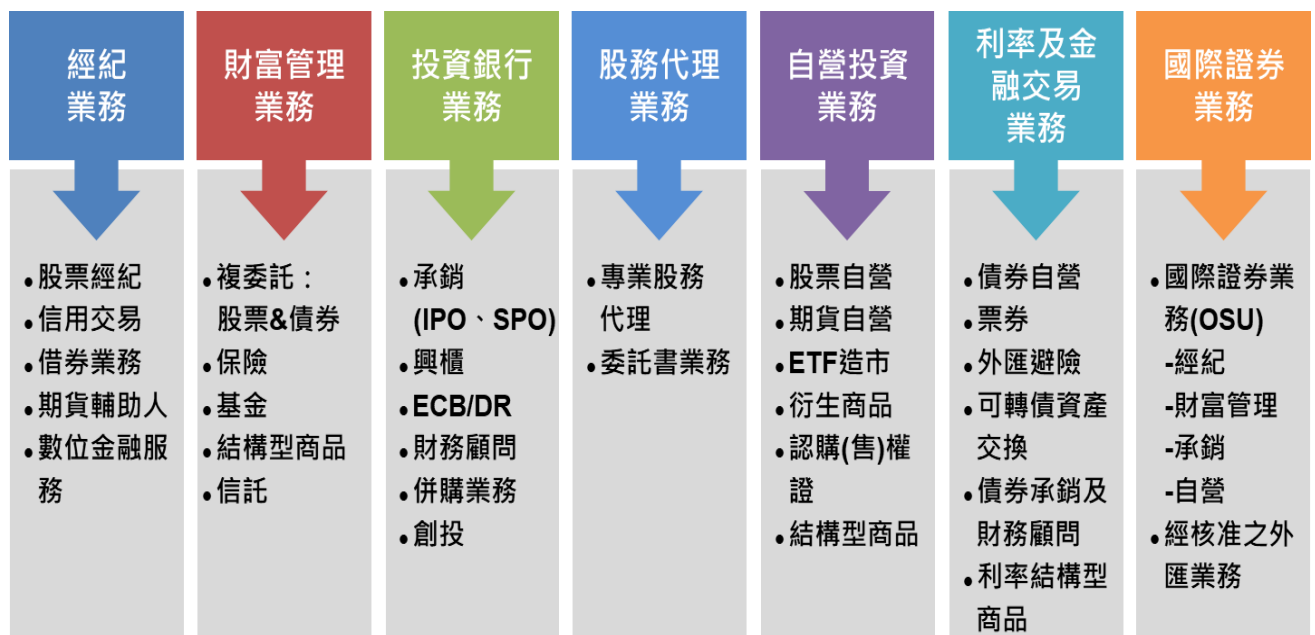 經紀
業務
•股票經紀
•信用交易
•借券業務
•期貨輔助人
•數位金融服
務
財富管理
業務
•複委託：
股票&債券
•保險
•基金
•結構型商品
•信託
投資銀行
業務
•承銷
(IPO、SPO)
•興櫃
•ECB/DR
•財務顧問
•併購業務
•創投
股務代理
業務
•專業股務
代理
•委託書業務
自營投資
業務
•股票自營
•期貨自營
•ETF造市
•衍生商品
•認購(售)權
證
•結構型商品
利率及金
融交易
業務
•債券自營
•票券
•外匯避險
•可轉債資產
交換
•債券承銷及
財務顧問
•利率結構型
商品
國際證券
業務
•國際證券業
務(OSU)
-經紀
-財富管理
-承銷
-自營
•經核准之外
匯業務